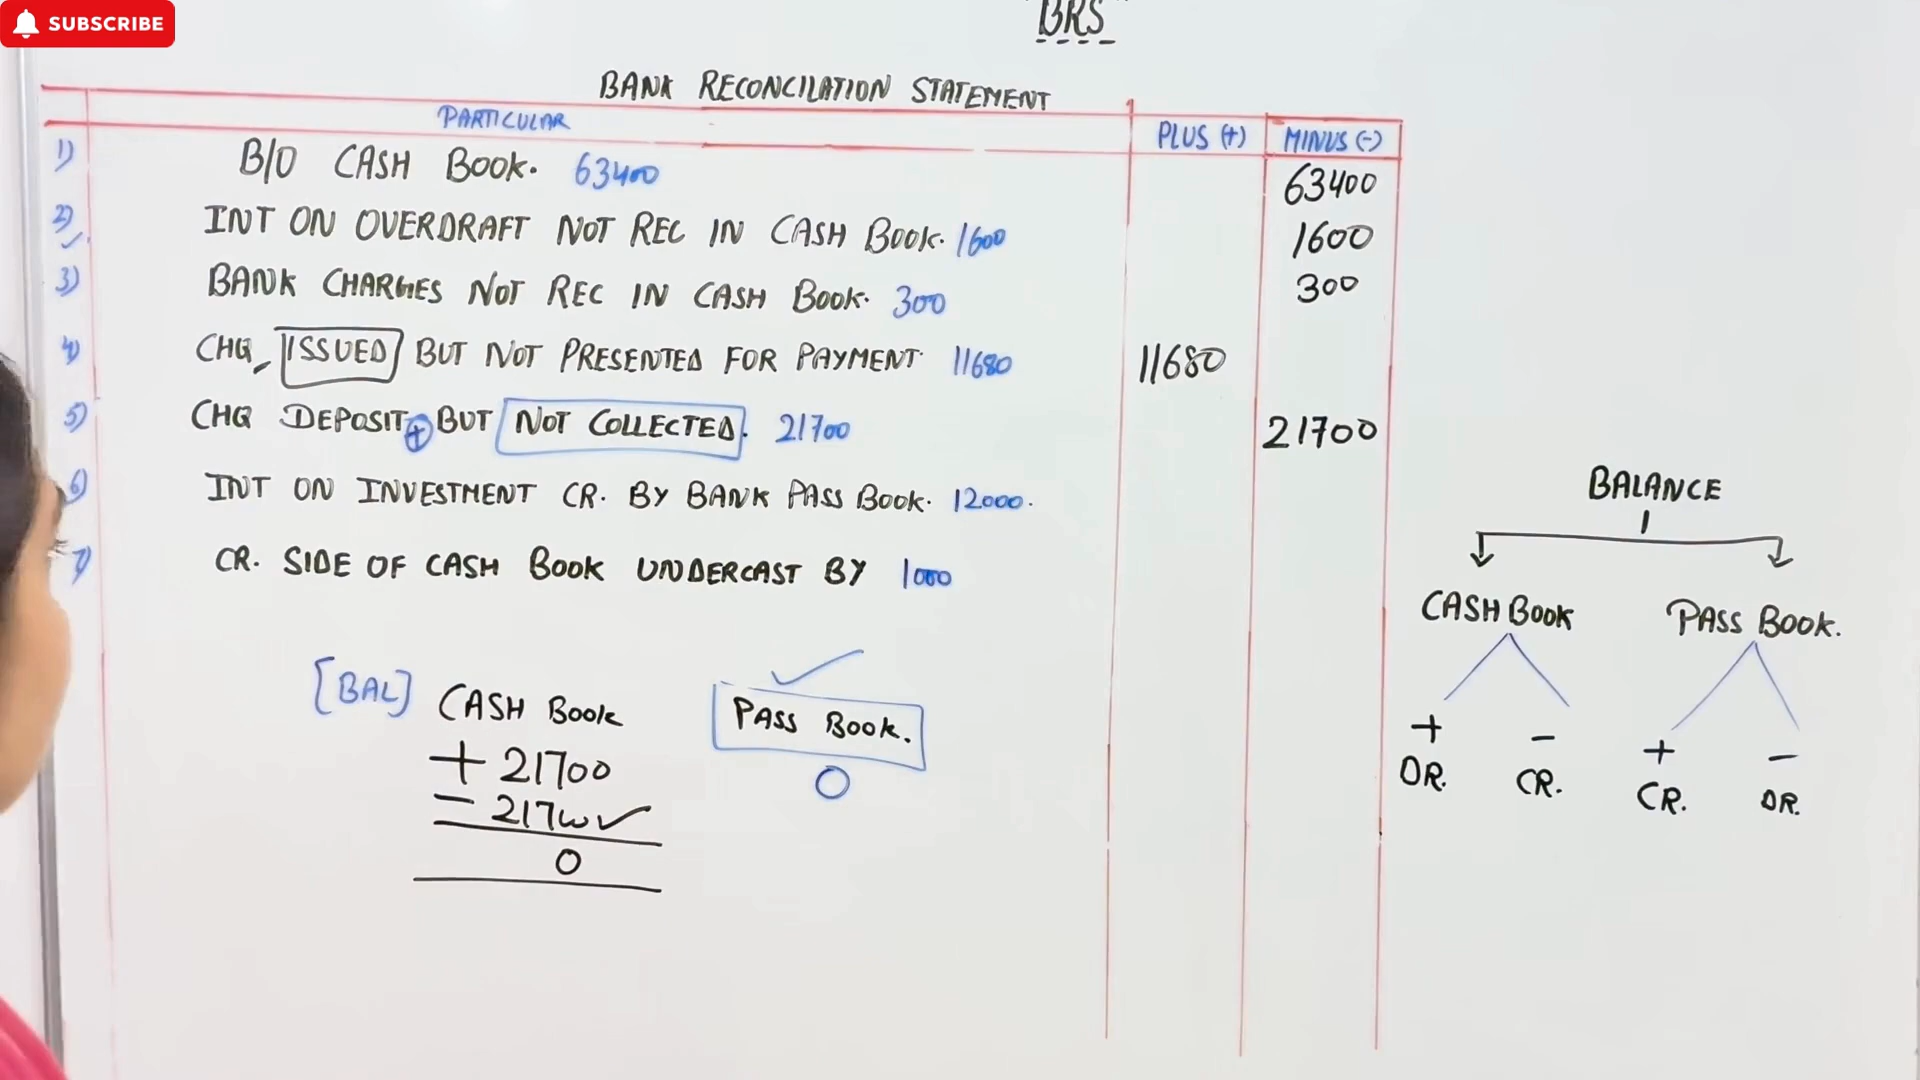 SUBSCRIBE
"BRS"
BANK RECONCILATION STATEMENT
PARTICULAR PLUS (+) MINUS (-)
1) B/O CASH BOOK. 63400 63400
2) INT ON OVERDRAFT NOT REC IN CASH BOOK. 1600 1600
3) BANK CHARGES NOT REC IN CASH BOOK. 300 300
4) CHQ ISSUED BUT NOT PRESENTED FOR PAYMENT 11680 11680
5) CHQ DEPOSIT + BUT NOT COLLECTED. 21700 21700
6) INT ON INVESTMENT CR. BY BANK PASS BOOK. 12000.
7) CR. SIDE OF CASH BOOK UNDERCAST BY 1000
[BAL] CASH BOOK PASS BOOK.
+ 21700 0
- 21700
0
BALANCE
CASH BOOK PASS BOOK.
+ - + -
DR. CR. CR. DR.